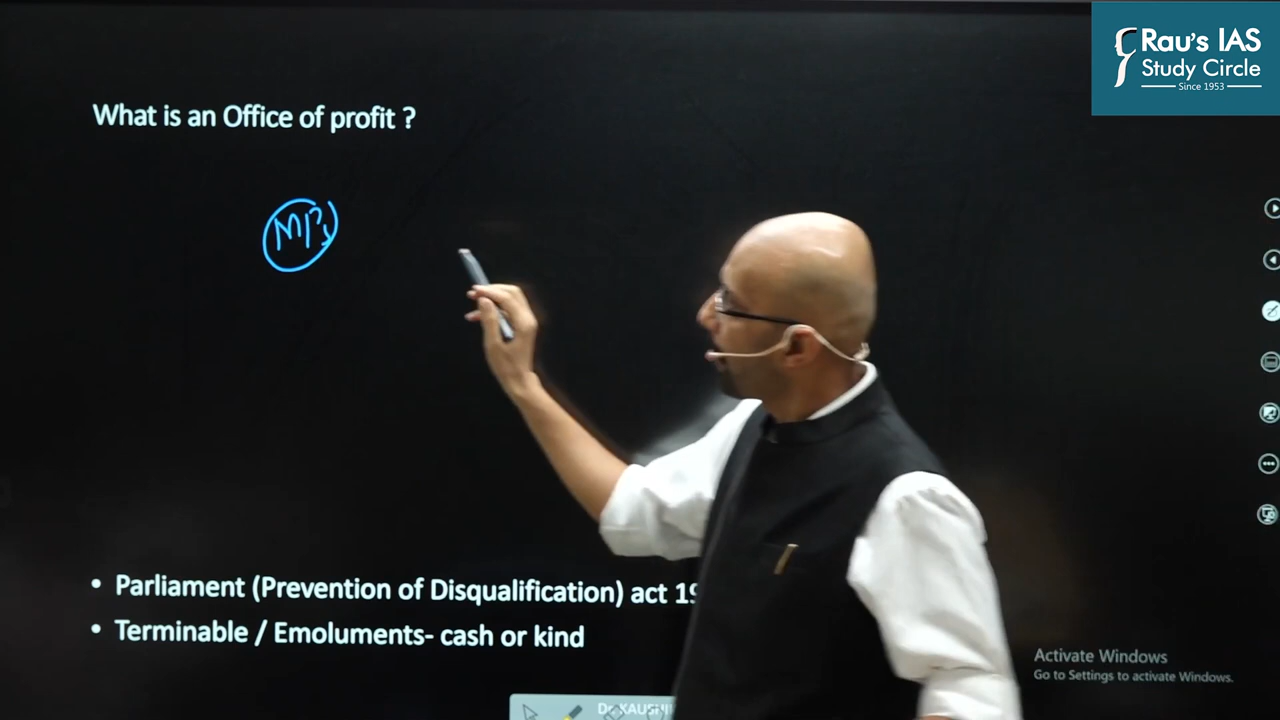 Rau's IAS
Study Circle
Since 1953
What is an Office of profit ?
MPs
• Parliament (Prevention of Disqualification) act
• Terminable / Emoluments- cash or kind
Activate Windows
Go to Settings to activate Windows.